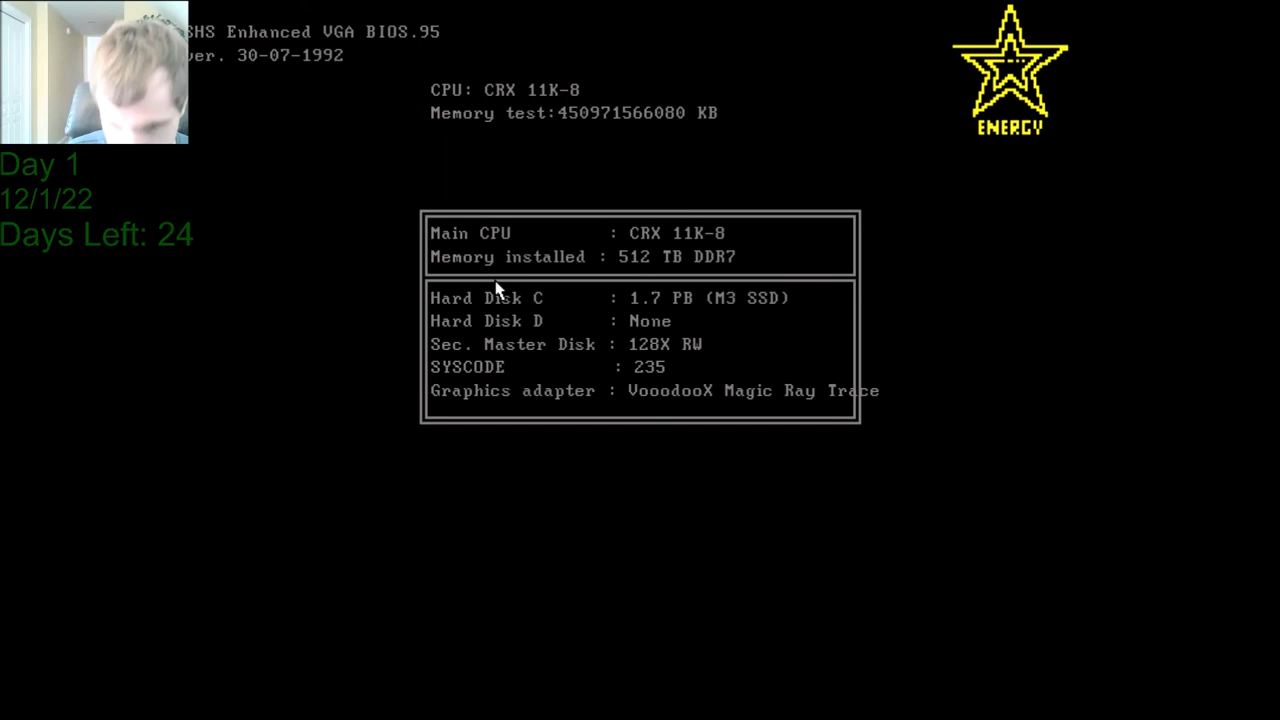 SHS Enhanced VGA BIOS.95
ver. 30-07-1992
ENERGY
CPU: CRX 11K-8
Memory test:450971566080 KB
Day 1
12/1/22
Days Left: 24
Main CPU : CRX 11K-8
Memory installed : 512 TB DDR7
Hard Disk C : 1.7 PB (M3 SSD)
Hard Disk D : None
Sec. Master Disk : 128X RW
SYSCODE : 235
Graphics adapter : VooodooX Magic Ray Trace